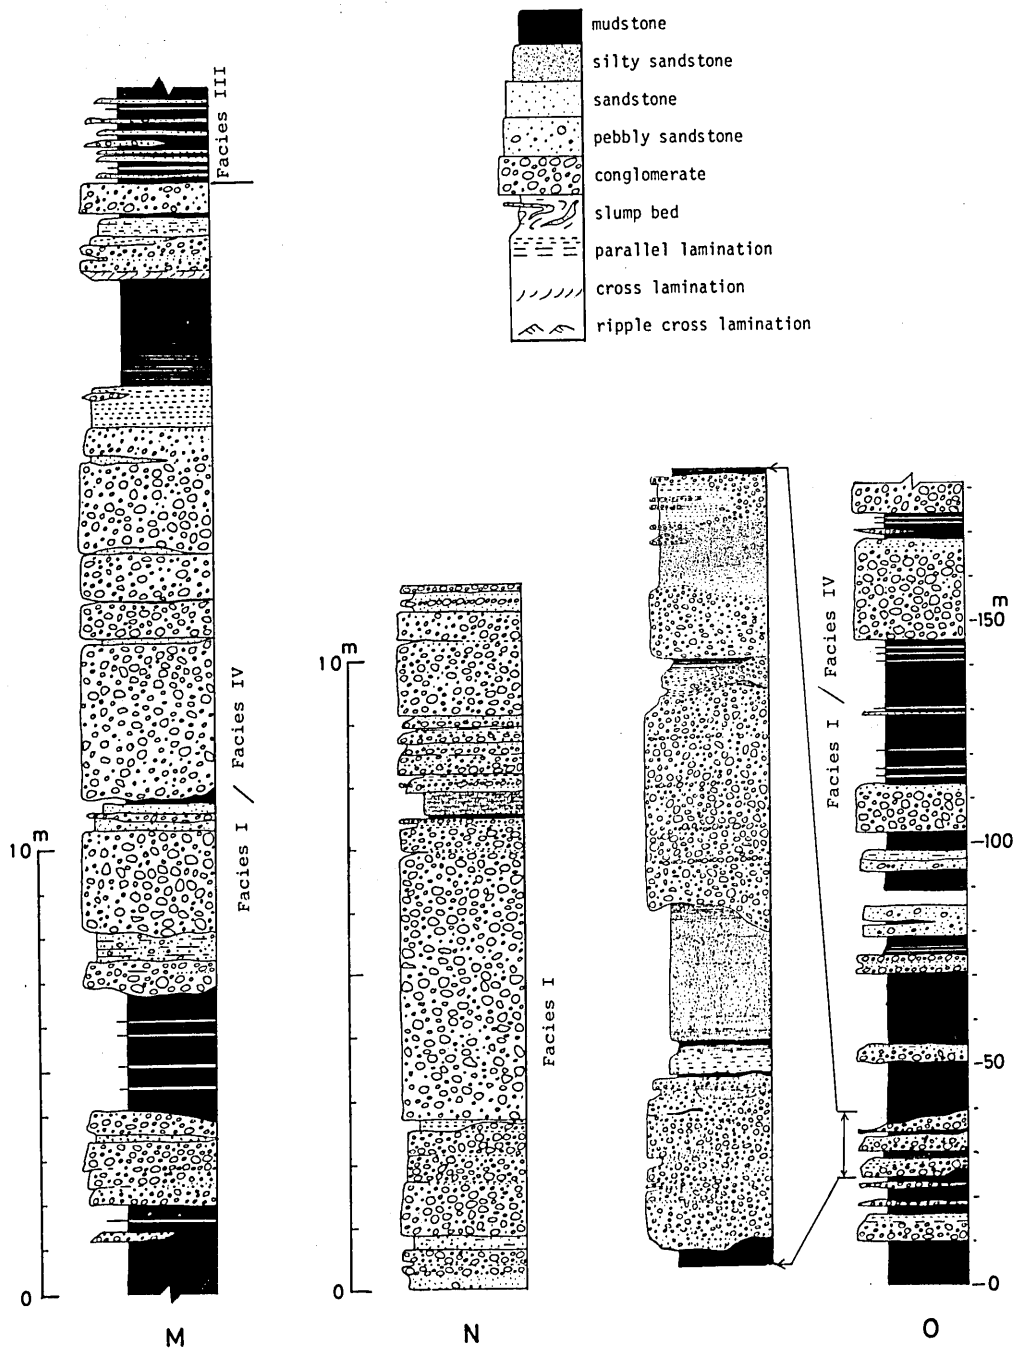 mudstone
silty sandstone
sandstone
pebbly sandstone
conglomerate
slump bed
parallel lamination
cross lamination
ripple cross lamination
Facies III
Facies I / Facies IV
10 m
0
M
10 m
0
Facies I
N
Facies I / Facies IV
m
150
100
50
0
O